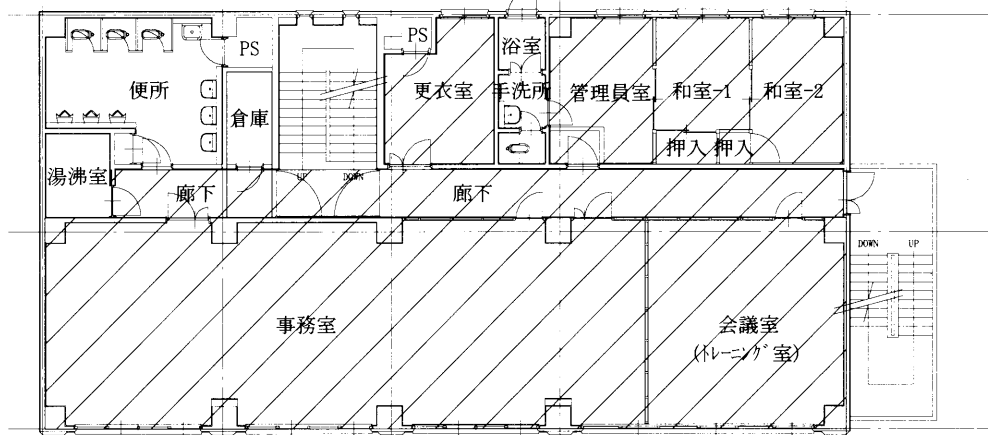 PS
PS
浴室
便所
更衣室
手洗所
管理員室
和室-1
和室-2
倉庫
押入
押入
湯沸室
廊下
UP
DOWN
廊下
DOWN
UP
事務室
会議室
(トレーニング室)